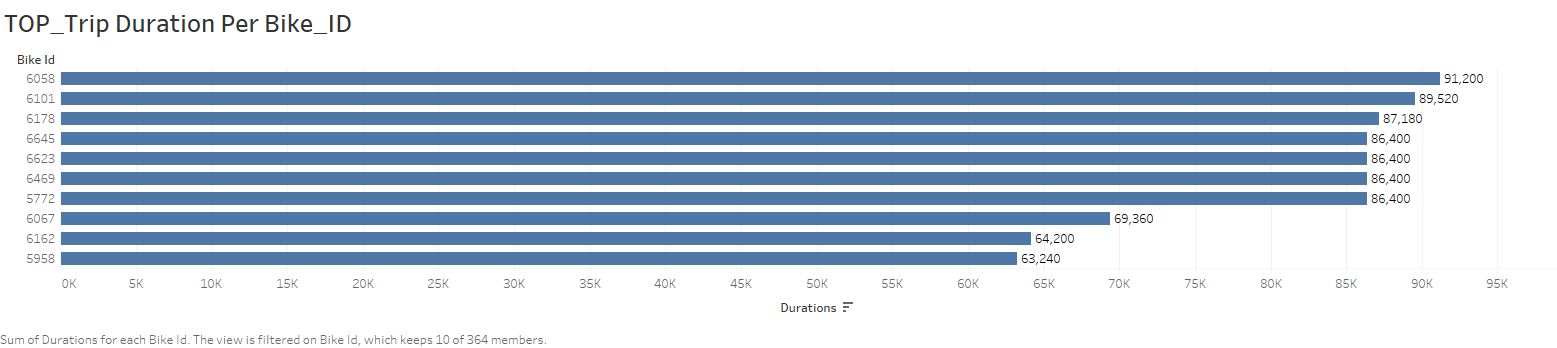 TOP_Trip Duration Per Bike_ID
Bike Id
6058 91,200
6101 89,520
6178 87,180
6645 86,400
6623 86,400
6469 86,400
5772 86,400
6067 69,360
6162 64,200
5958 63,240
0K 5K 10K 15K 20K 25K 30K 35K 40K 45K 50K 55K 60K 65K 70K 75K 80K 85K 90K 95K
Durations
Sum of Durations for each Bike Id. The view is filtered on Bike Id, which keeps 10 of 364 members.